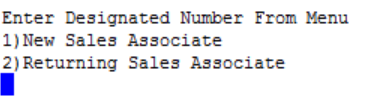 Enter Designated Number From Menu
1)New Sales Associate
2)Returning Sales Associate